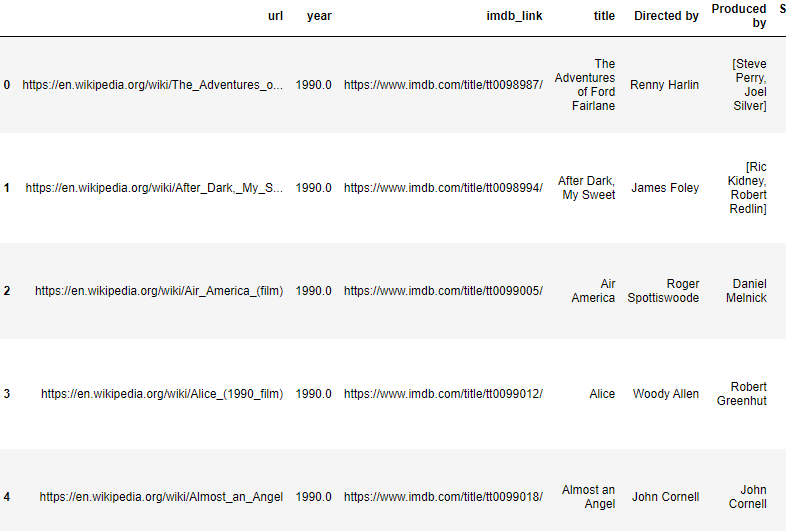 url year imdb_link title Directed by Produced by S
0 https://en.wikipedia.org/wiki/The_Adventures_o... 1990.0 https://www.imdb.com/title/tt0098987/ The Adventures of Ford Fairlane Renny Harlin [Steve Perry, Joel Silver]
1 https://en.wikipedia.org/wiki/After_Dark,_My_S... 1990.0 https://www.imdb.com/title/tt0098994/ After Dark, My Sweet James Foley [Ric Kidney, Robert Redlin]
2 https://en.wikipedia.org/wiki/Air_America_(film) 1990.0 https://www.imdb.com/title/tt0099005/ Air America Roger Spottiswoode Daniel Melnick
3 https://en.wikipedia.org/wiki/Alice_(1990_film) 1990.0 https://www.imdb.com/title/tt0099012/ Alice Woody Allen Robert Greenhut
4 https://en.wikipedia.org/wiki/Almost_an_Angel 1990.0 https://www.imdb.com/title/tt0099018/ Almost an Angel John Cornell John Cornell